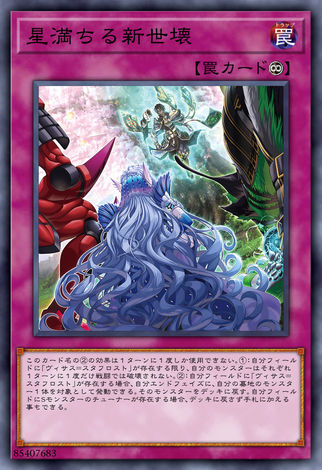 星満ちる新世壊
トラップ
罠
【罠カード】
このカード名の②の効果は1ターンに1度しか使用できない。①:自分フィール
ドに「ヴィサス=スタフロスト」が存在する限り、自分のモンスターはそれぞれ
1ターンに1度だけ戦闘では破壊されない。②:自分フィールドに「ヴィサス
=スタフロスト」が存在する場合、自分エンドフェイズに、自分の墓地のモンスタ
ー1体を対象として発動できる。そのモンスターをデッキに戻す。自分フィール
ドにSモンスターのチューナーが存在する場合、デッキに戻さず手札に加える
事もできる。
85407683